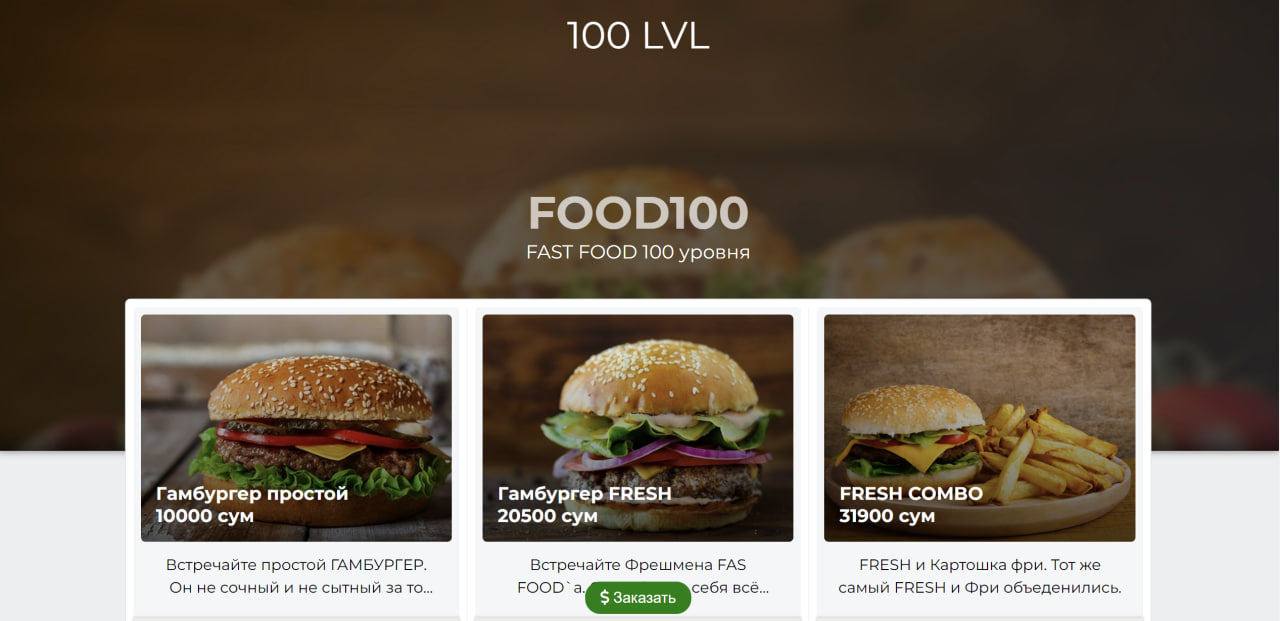 100 LVL
FOOD100
FAST FOOD 100 уровня
Гамбургер простой
10000 сум
Гамбургер FRESH
20500 сум
FRESH COMBO
31900 сум
Встречайте простой ГАМБУРГЕР.
Он не сочный и не сытный за то...
Встречайте Фрешмена FAS
FOOD`а. себя всё...
FRESH и Картошка фри. Тот же
самый FRESH и Фри объеденились.
$ Заказать